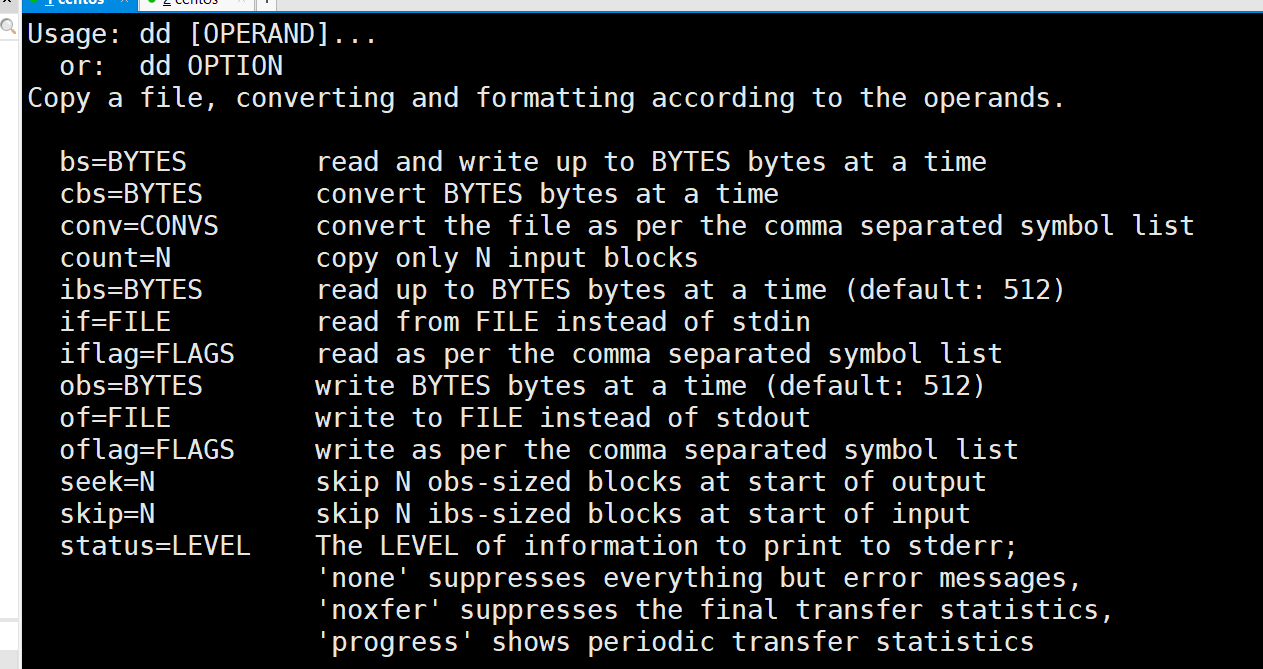 1 centos
2 centos
Usage: dd [OPERAND]...
  or:  dd OPTION
Copy a file, converting and formatting according to the operands.

  bs=BYTES        read and write up to BYTES bytes at a time
  cbs=BYTES       convert BYTES bytes at a time
  conv=CONVS      convert the file as per the comma separated symbol list
  count=N         copy only N input blocks
  ibs=BYTES       read up to BYTES bytes at a time (default: 512)
  if=FILE         read from FILE instead of stdin
  iflag=FLAGS     read as per the comma separated symbol list
  obs=BYTES       write BYTES bytes at a time (default: 512)
  of=FILE         write to FILE instead of stdout
  oflag=FLAGS     write as per the comma separated symbol list
  seek=N          skip N obs-sized blocks at start of output
  skip=N          skip N ibs-sized blocks at start of input
  status=LEVEL    The LEVEL of information to print to stderr;
                  'none' suppresses everything but error messages,
                  'noxfer' suppresses the final transfer statistics,
                  'progress' shows periodic transfer statistics